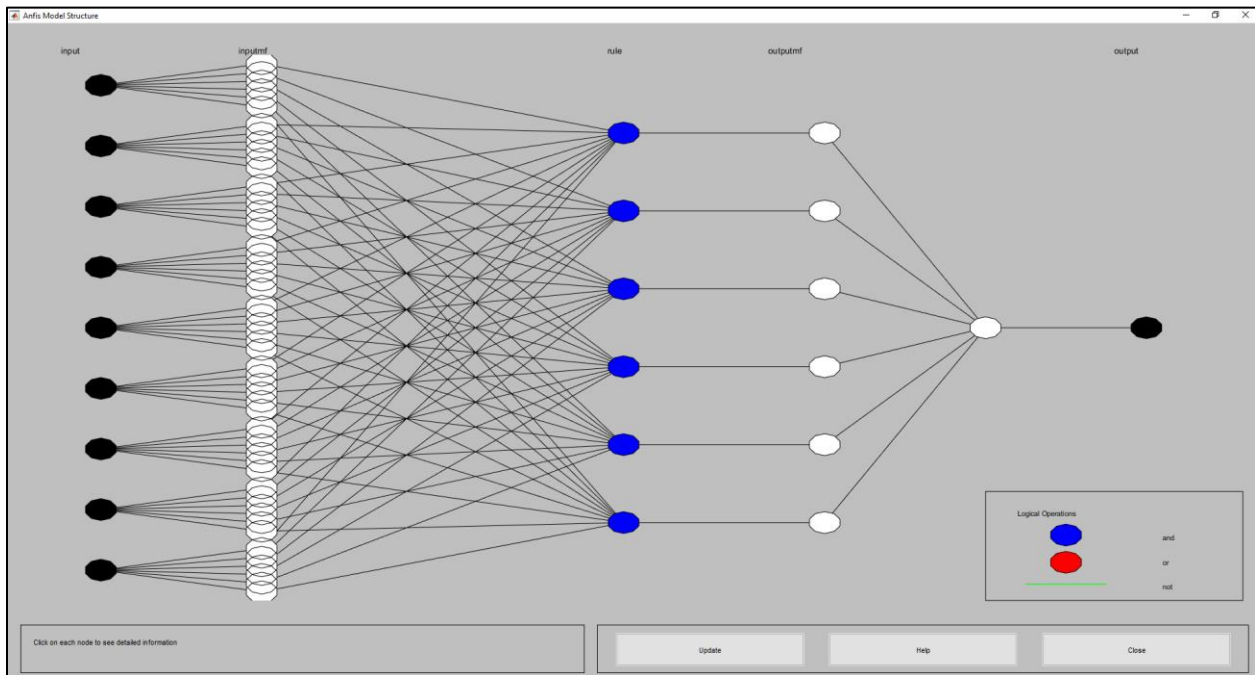 Anfis Model Structure
input
inputmf
rule
outputmf
output
Logical Operations
and
or
not
Click on each node to see detailed information
Update
Help
Close